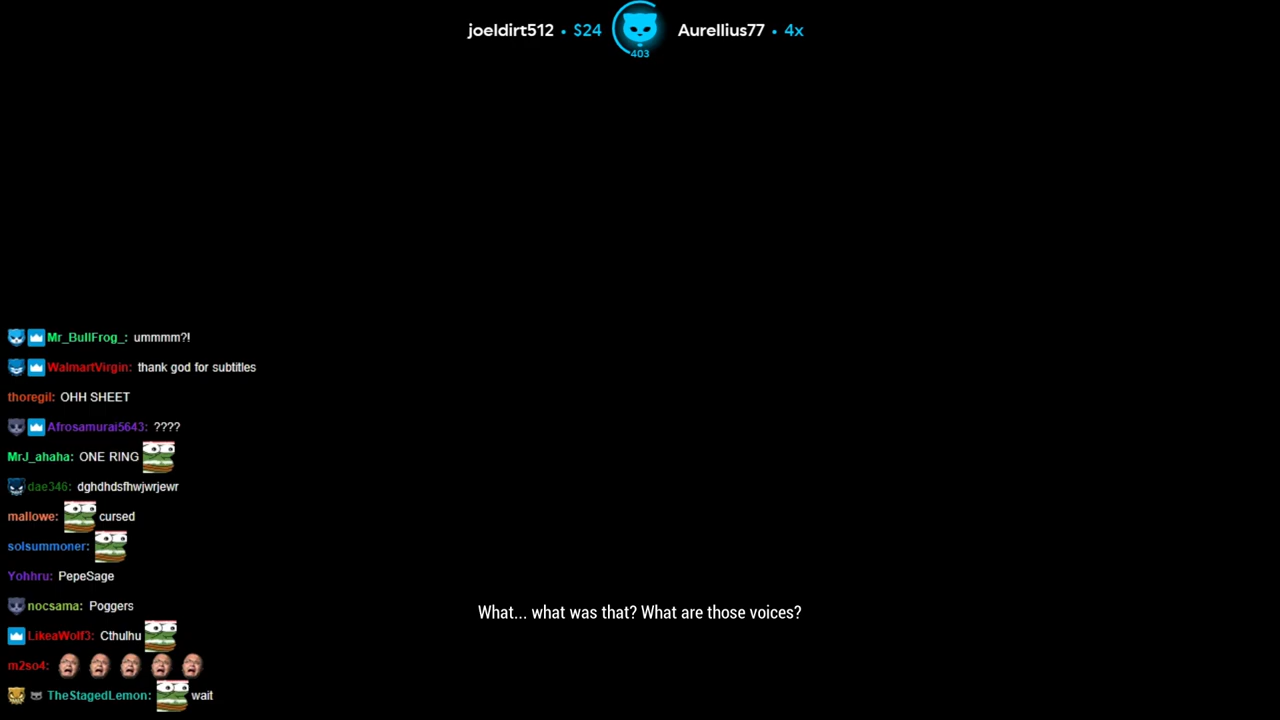 joeldirt512 • $24
403
Aurellius77 • 4x
Mr_BullFrog_: ummmm?!
WalmartVirgin: thank god for subtitles
thoregil: OHH SHEET
Afrosamurai5643: ????
MrJ_ahaha: ONE RING
dae346: dghdhdsfhwjwrjewr
mallowe: cursed
solsummoner:
Yohhru: PepeSage
nocsama: Poggers
LikeaWolf3: Cthulhu
m2so4:
TheStagedLemon: wait
What... what was that? What are those voices?